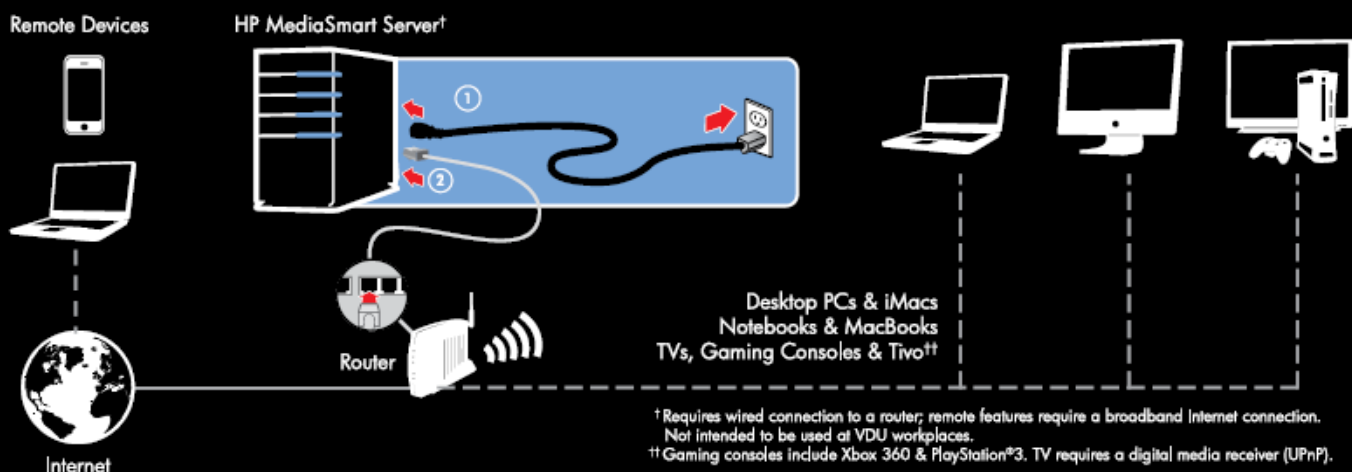 Remote Devices
HP MediaSmart Server†
①
②
Router
Internet
Desktop PCs & iMacs
Notebooks & MacBooks
TVs, Gaming Consoles & Tivo††
†Requires wired connection to a router; remote features require a broadband Internet connection.
Not intended to be used at VDU workplaces.
††Gaming consoles include Xbox 360 & PlayStation®3. TV requires a digital media receiver (UPnP).